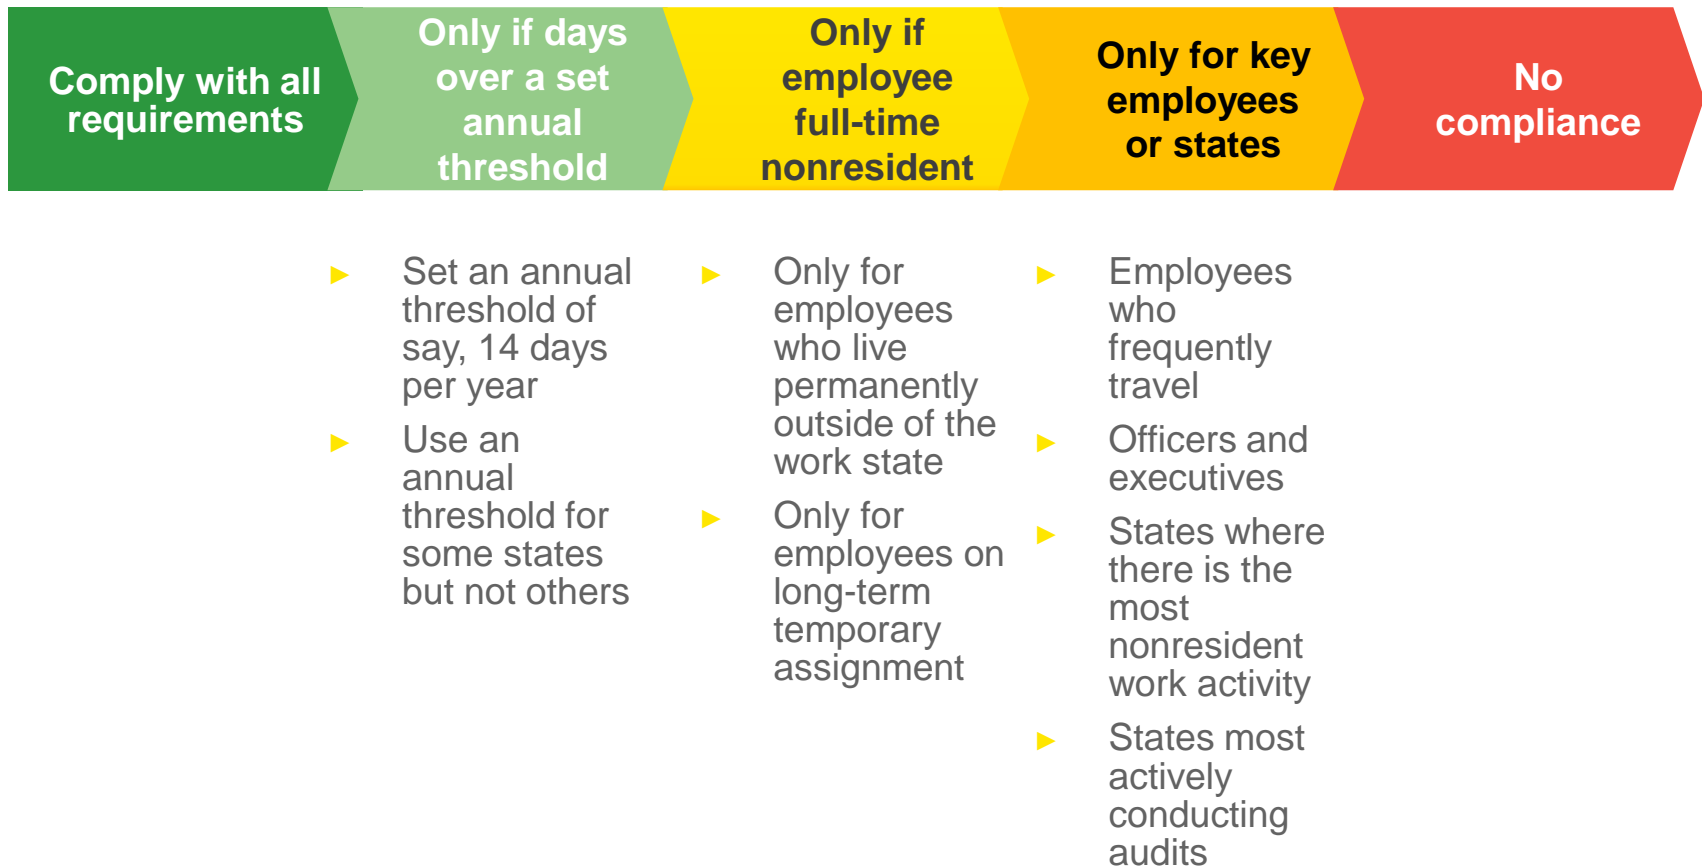 Comply with all
requirements
Only if days
over a set
annual
threshold
Only if
employee
full-time
nonresident
Only for key
employees
or states
No
compliance
► Set an annual
threshold of
say, 14 days
per year
► Use an
annual
threshold for
some states
but not others
► Only for
employees
who live
permanently
outside of the
work state
► Only for
employees on
long-term
temporary
assignment
► Employees
who
frequently
travel
► Officers and
executives
► States where
there is the
most
nonresident
work activity
► States most
actively
conducting
audits